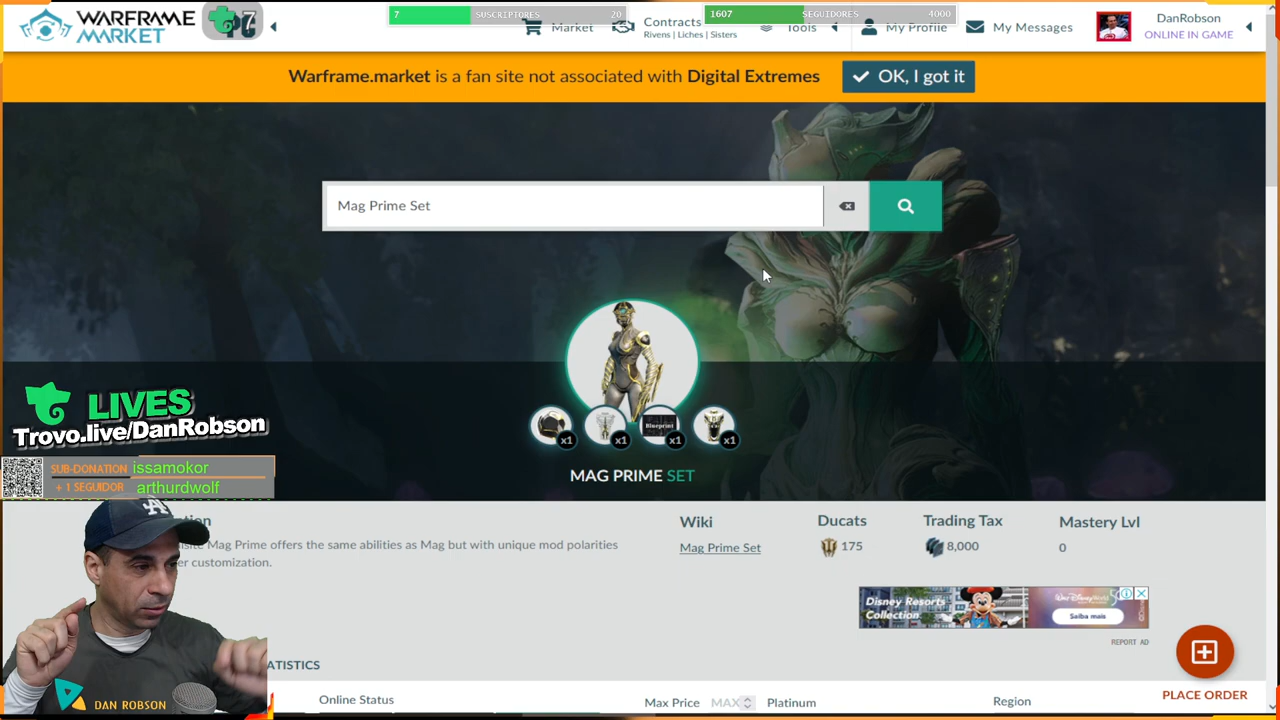 WARFRAME
MARKET
7 SUSCRIPTORES 20
1607 SEGUIDORES 4000
Market
Contracts
Rivens | Liches | Sisters
Tools
My Profile
My Messages
DanRobson
ONLINE IN GAME
Warframe.market is a fan site not associated with Digital Extremes
OK, I got it
Mag Prime Set
Blueprint
x1
x1
x1
x1
MAG PRIME SET
LIVES
Trovo.live/DanRobson
SUB-DONATION issamokor
+ 1 SEGUIDOR arthurdwolf
Mag Prime offers the same abilities as Mag but with unique mod polarities
customization.
Wiki
Mag Prime Set
Ducats
175
Trading Tax
8,000
Mastery Lvl
0
Disney Resorts
Collection
Walt Disney World
Saiba mais
REPORT AD
PLACE ORDER
Online Status
Max Price MAX Platinum
Region
DAN ROBSON